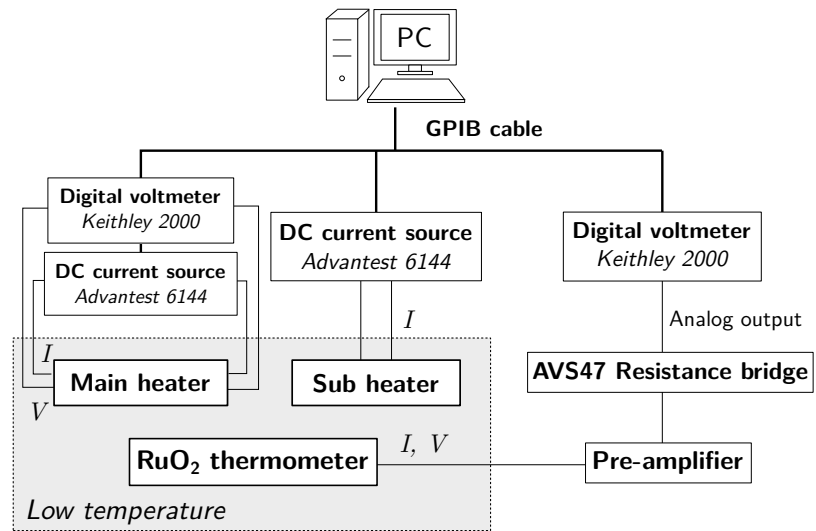 PC
GPIB cable
Digital voltmeter
Keithley 2000
DC current source
Advantest 6144
I
V
Main heater
DC current source
Advantest 6144
I
Sub heater
Digital voltmeter
Keithley 2000
Analog output
AVS47 Resistance bridge
Pre-amplifier
I, V
RuO₂ thermometer
Low temperature